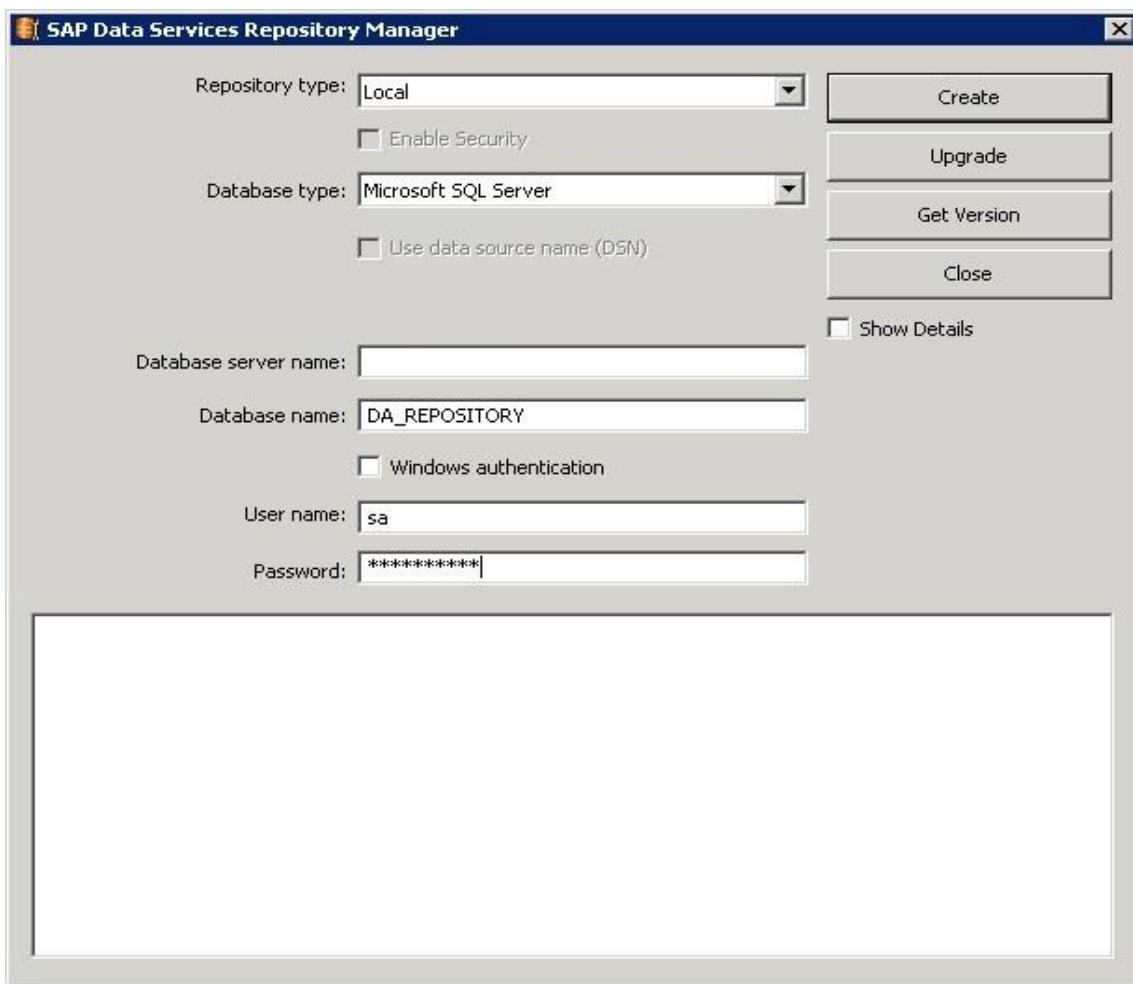 SAP Data Services Repository Manager
Repository type: Local
Create
Enable Security
Upgrade
Database type: Microsoft SQL Server
Get Version
Use data source name (DSN)
Close
Show Details
Database server name:
Database name: DA_REPOSITORY
Windows authentication
User name: sa
Password: **********